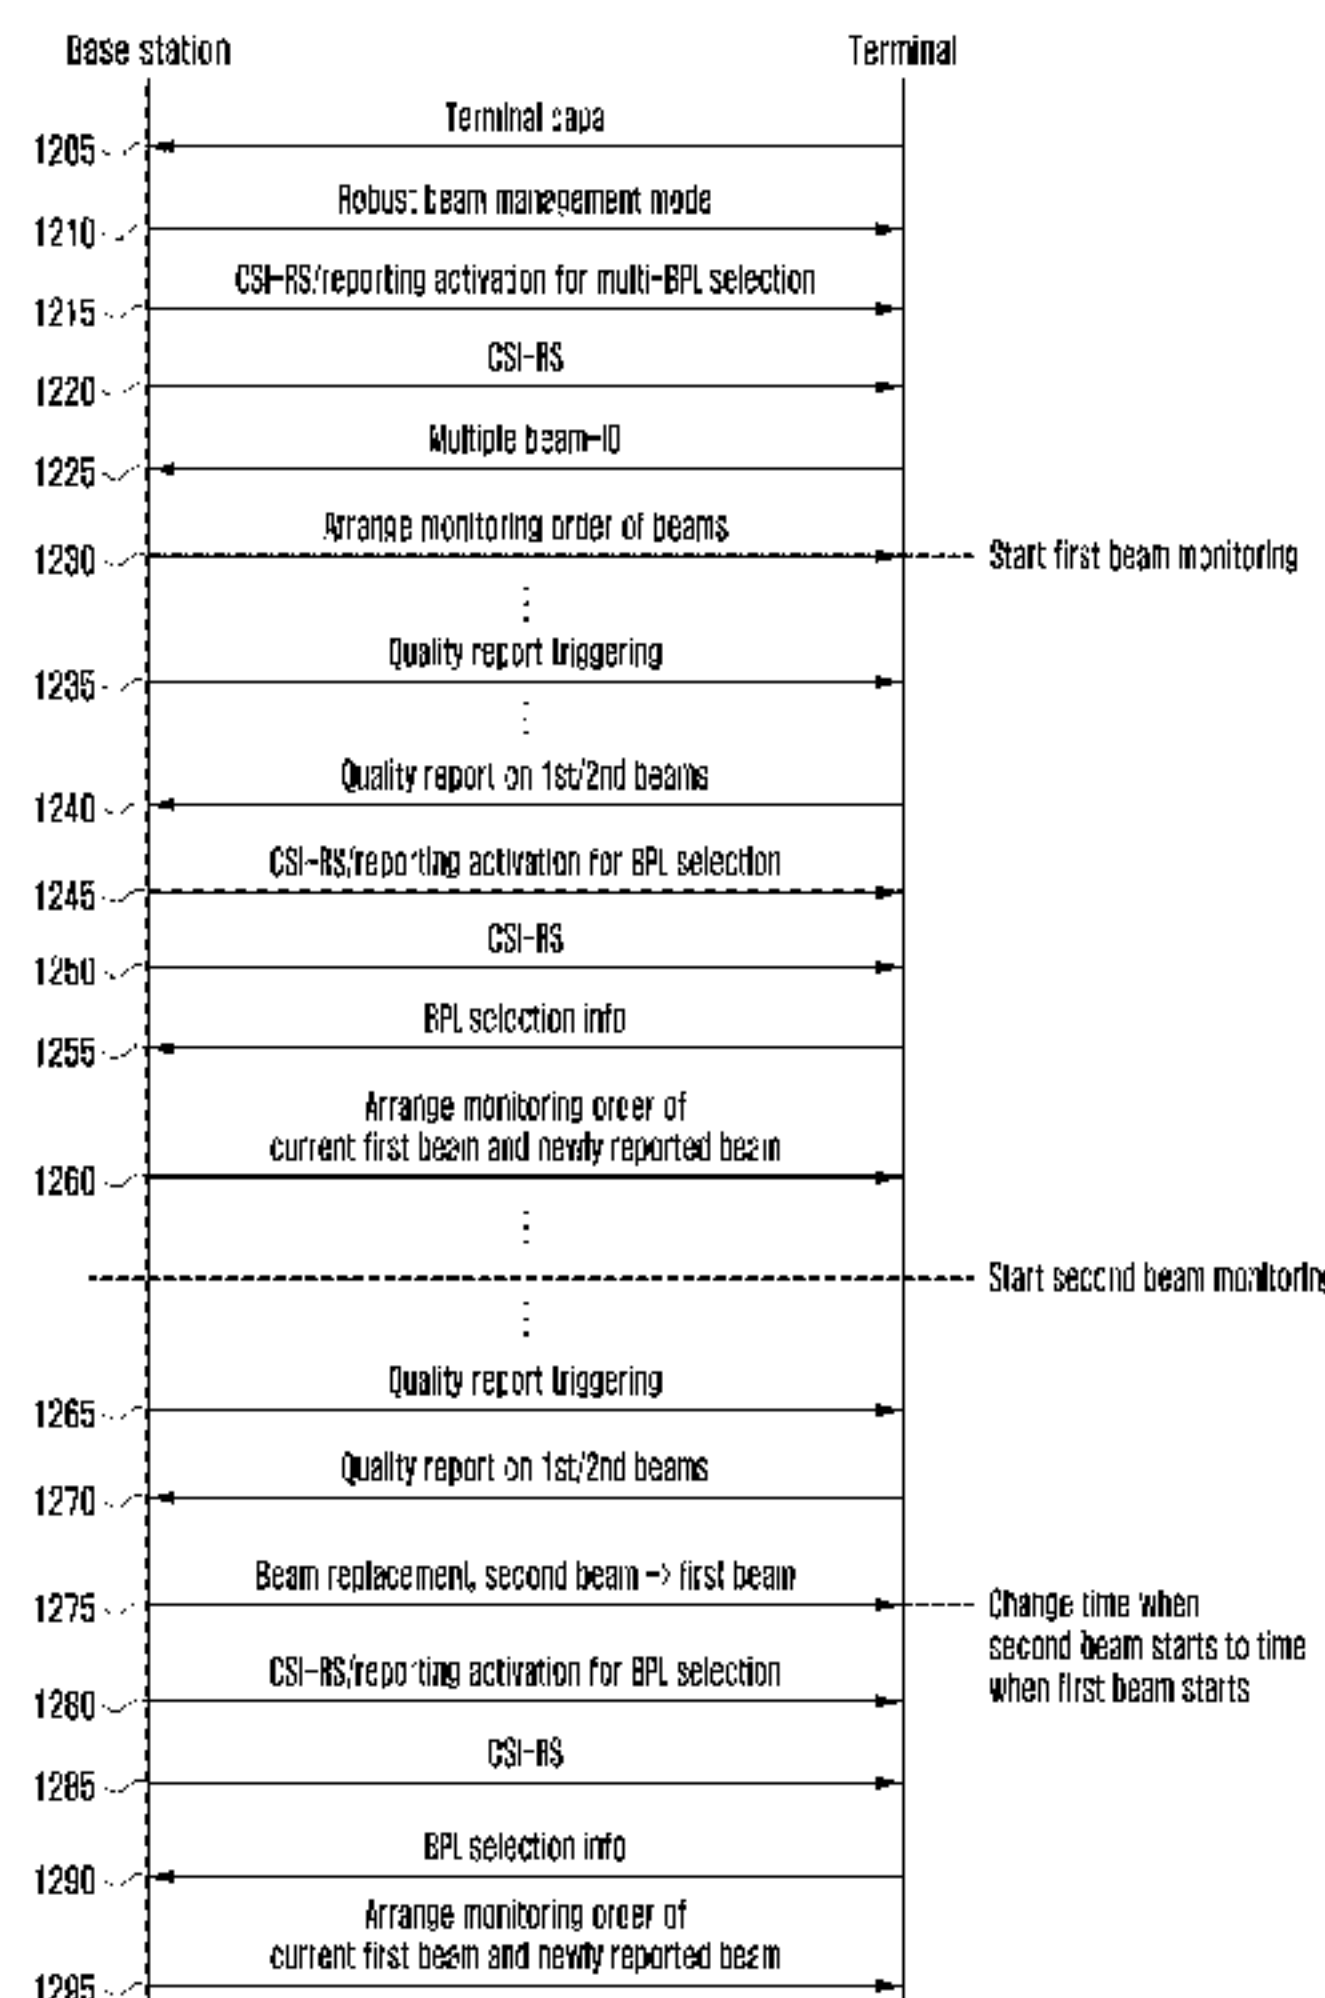 Base station
Terminal
Terminal capa
1205
Robust beam management mode
1210
CSI-RS/reporting activation for multi-BPL selection
1215
CSI-RS
1220
Multiple beam-ID
1225
Arrange monitoring order of beams
1230
Start first beam monitoring
Quality report triggering
1235
Quality report on 1st/2nd beams
1240
CSI-RS/reporting activation for BPL selection
1245
CSI-RS
1250
BPL selection info
1255
Arrange monitoring order of
current first beam and newly reported beam
1260
Start second beam monitoring
Quality report triggering
1265
Quality report on 1st/2nd beams
1270
Beam replacement, second beam -> first beam
1275
Change time when
second beam starts to time
when first beam starts
CSI-RS/reporting activation for BPL selection
1280
CSI-RS
1285
BPL selection info
1290
Arrange monitoring order of
current first beam and newly reported beam
1295